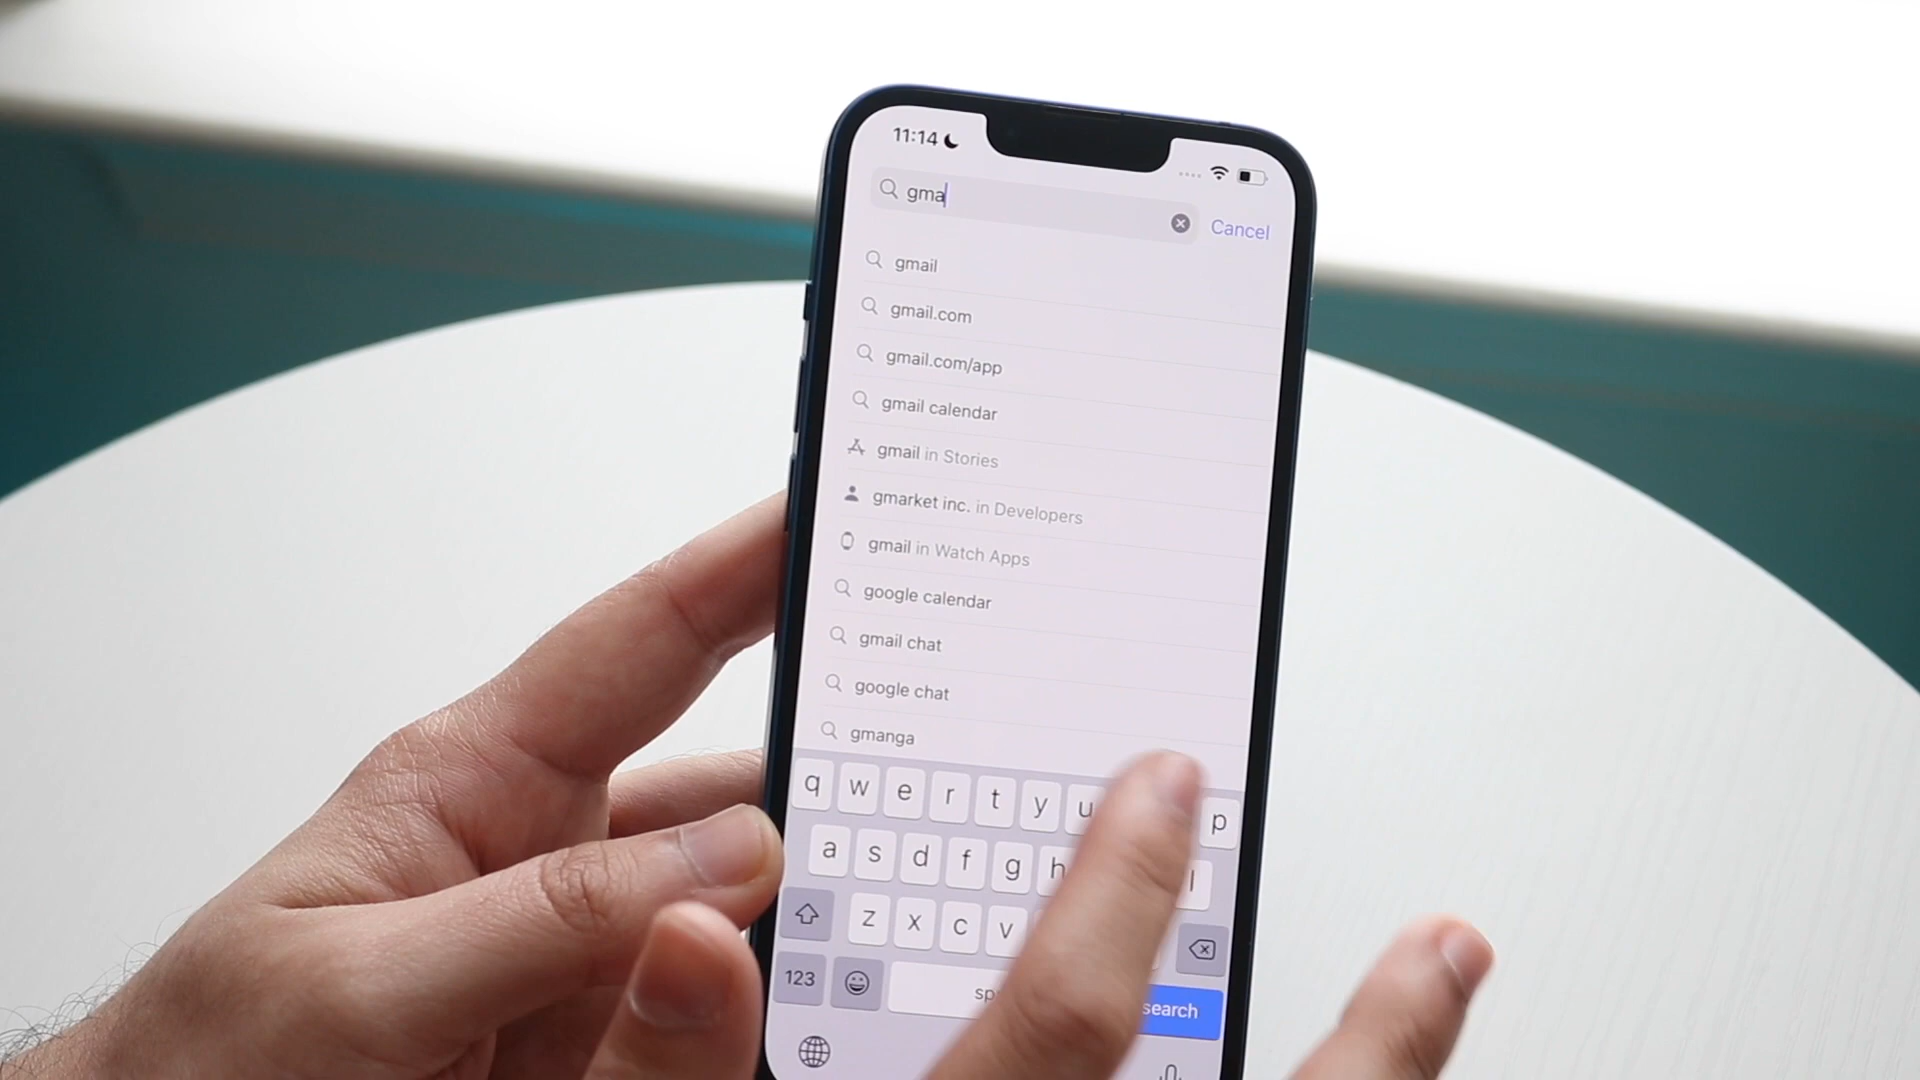 11:14
gma
Cancel
gmail
gmail.com
gmail.com/app
gmail calendar
gmail in Stories
gmarket inc. in Developers
gmail in Watch Apps
google calendar
gmail chat
google chat
gmanga
q w e r t y u p
a s d f g h l
z x c v
123 search